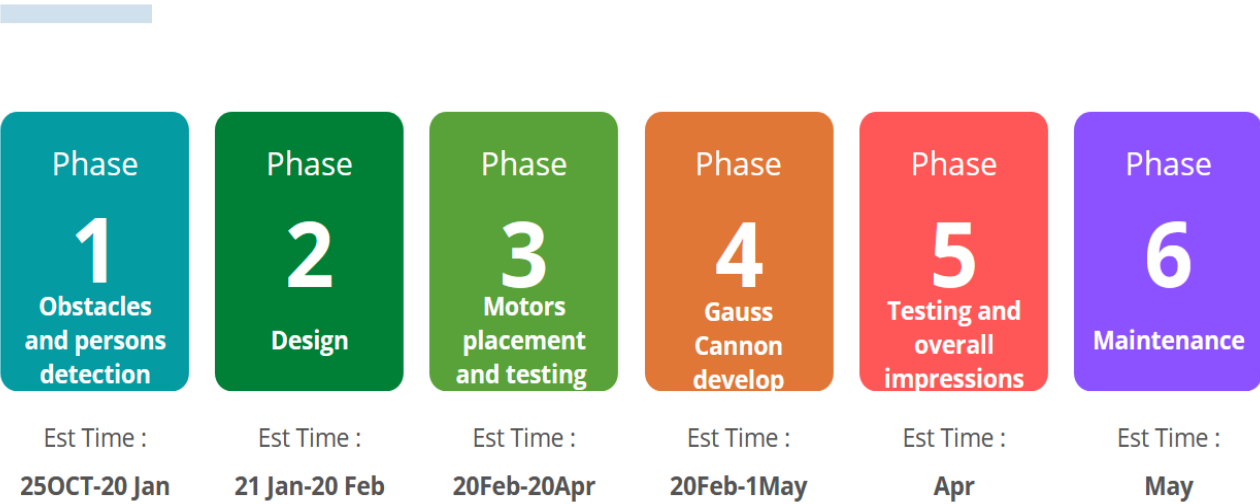 Phase
1
Obstacles
and persons
detection
Est Time :
25OCT-20 Jan
Phase
2
Design
Est Time :
21 Jan-20 Feb
Phase
3
Motors
placement
and testing
Est Time :
20Feb-20Apr
Phase
4
Gauss
Cannon
develop
Est Time :
20Feb-1May
Phase
5
Testing and
overall
impressions
Est Time :
Apr
Phase
6
Maintenance
Est Time :
May